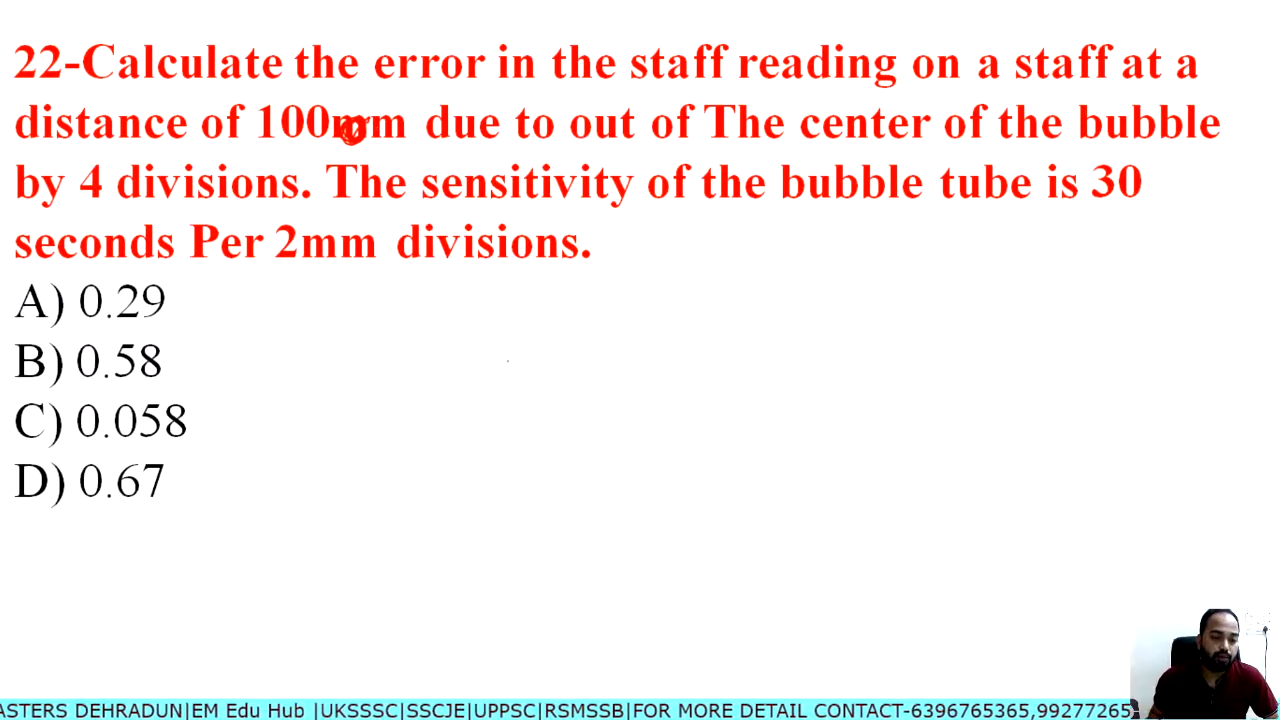 22-Calculate the error in the staff reading on a staff at a
distance of 100mm due to out of The center of the bubble
by 4 divisions. The sensitivity of the bubble tube is 30
seconds Per 2mm divisions.
A) 0.29
B) 0.58
C) 0.058
D) 0.67
ASTERS DEHRADUN|EM Edu Hub |UKSSSC|SSCJE|UPPSC|RSMSSB|FOR MORE DETAIL CONTACT-6396765365,99277265